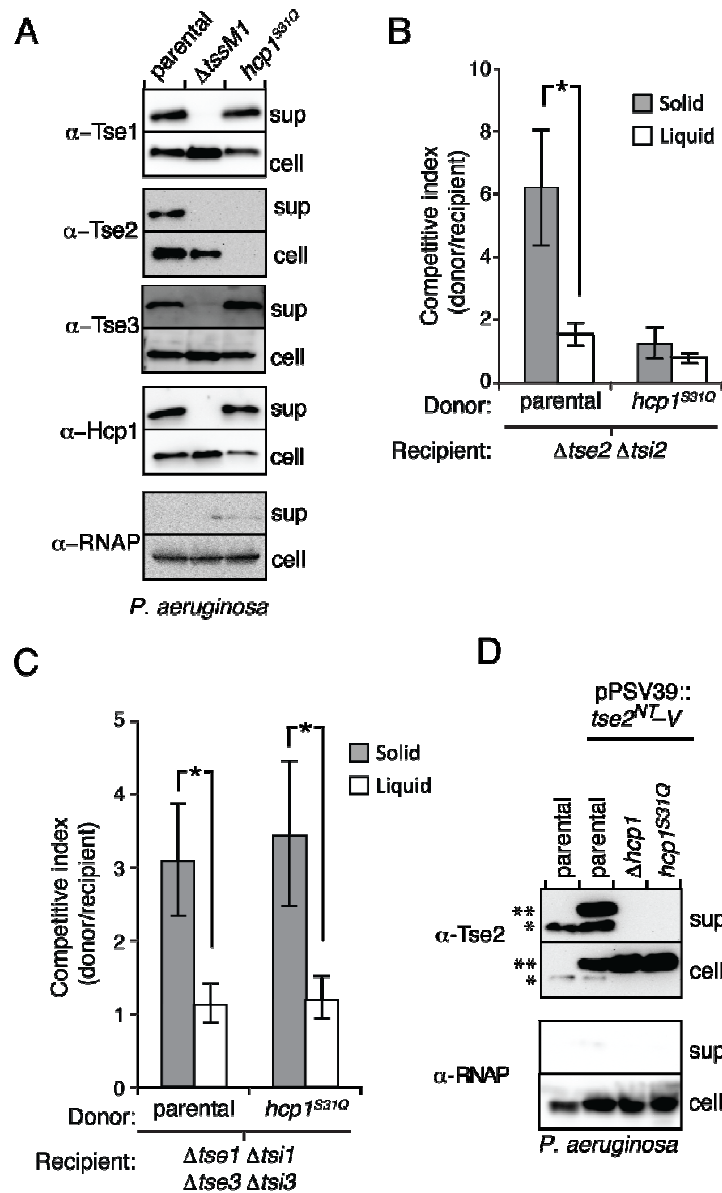 A
parental
ΔtssM1
hcp1S31Q
α–Tse1
sup
cell
α–Tse2
sup
cell
α–Tse3
sup
cell
α–Hcp1
sup
cell
α–RNAP
sup
cell
P. aeruginosa
B
Competitive index
(donor/recipient)
10
8
6
4
2
0
*
Solid
Liquid
Donor: parental hcp1S31Q
Recipient: Δtse2 Δtsi2
C
Competitive index
(donor/recipient)
5
4
3
2
1
0
*
*
Solid
Liquid
Donor: parental hcp1S31Q
Recipient: Δtse1 Δtsi1
Δtse3 Δtsi3
D
pPSV39::
tse2NT–V
parental
parental
Δhcp1
hcp1S31Q
α-Tse2
**
*
sup
**
*
cell
α-RNAP
sup
cell
P. aeruginosa